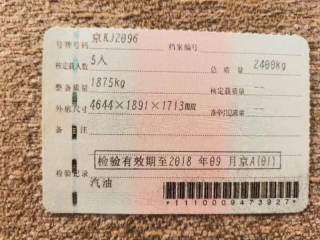 号牌号码 京KJ2096 档案编号
核定载人数 5人 总质量 2400kg
整备质量 1875kg 核定载质量 --
外廓尺寸 4644×1891×1713mm 准牵引总质量 --
备注
检验有效期至2018年09月京A(01)
检验记录
汽油
*1110009473927*